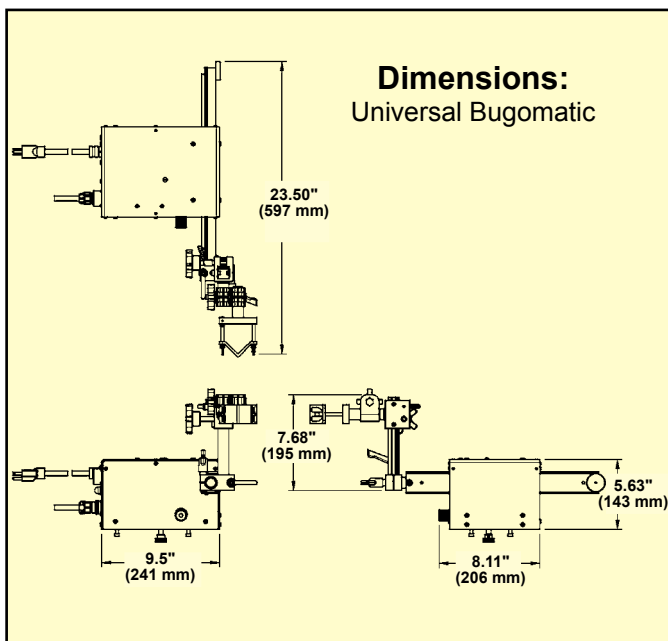 Dimensions:
Universal Bugomatic
23.50"
(597 mm)
7.68"
(195 mm)
5.63"
(143 mm)
9.5"
(241 mm)
8.11"
(206 mm)